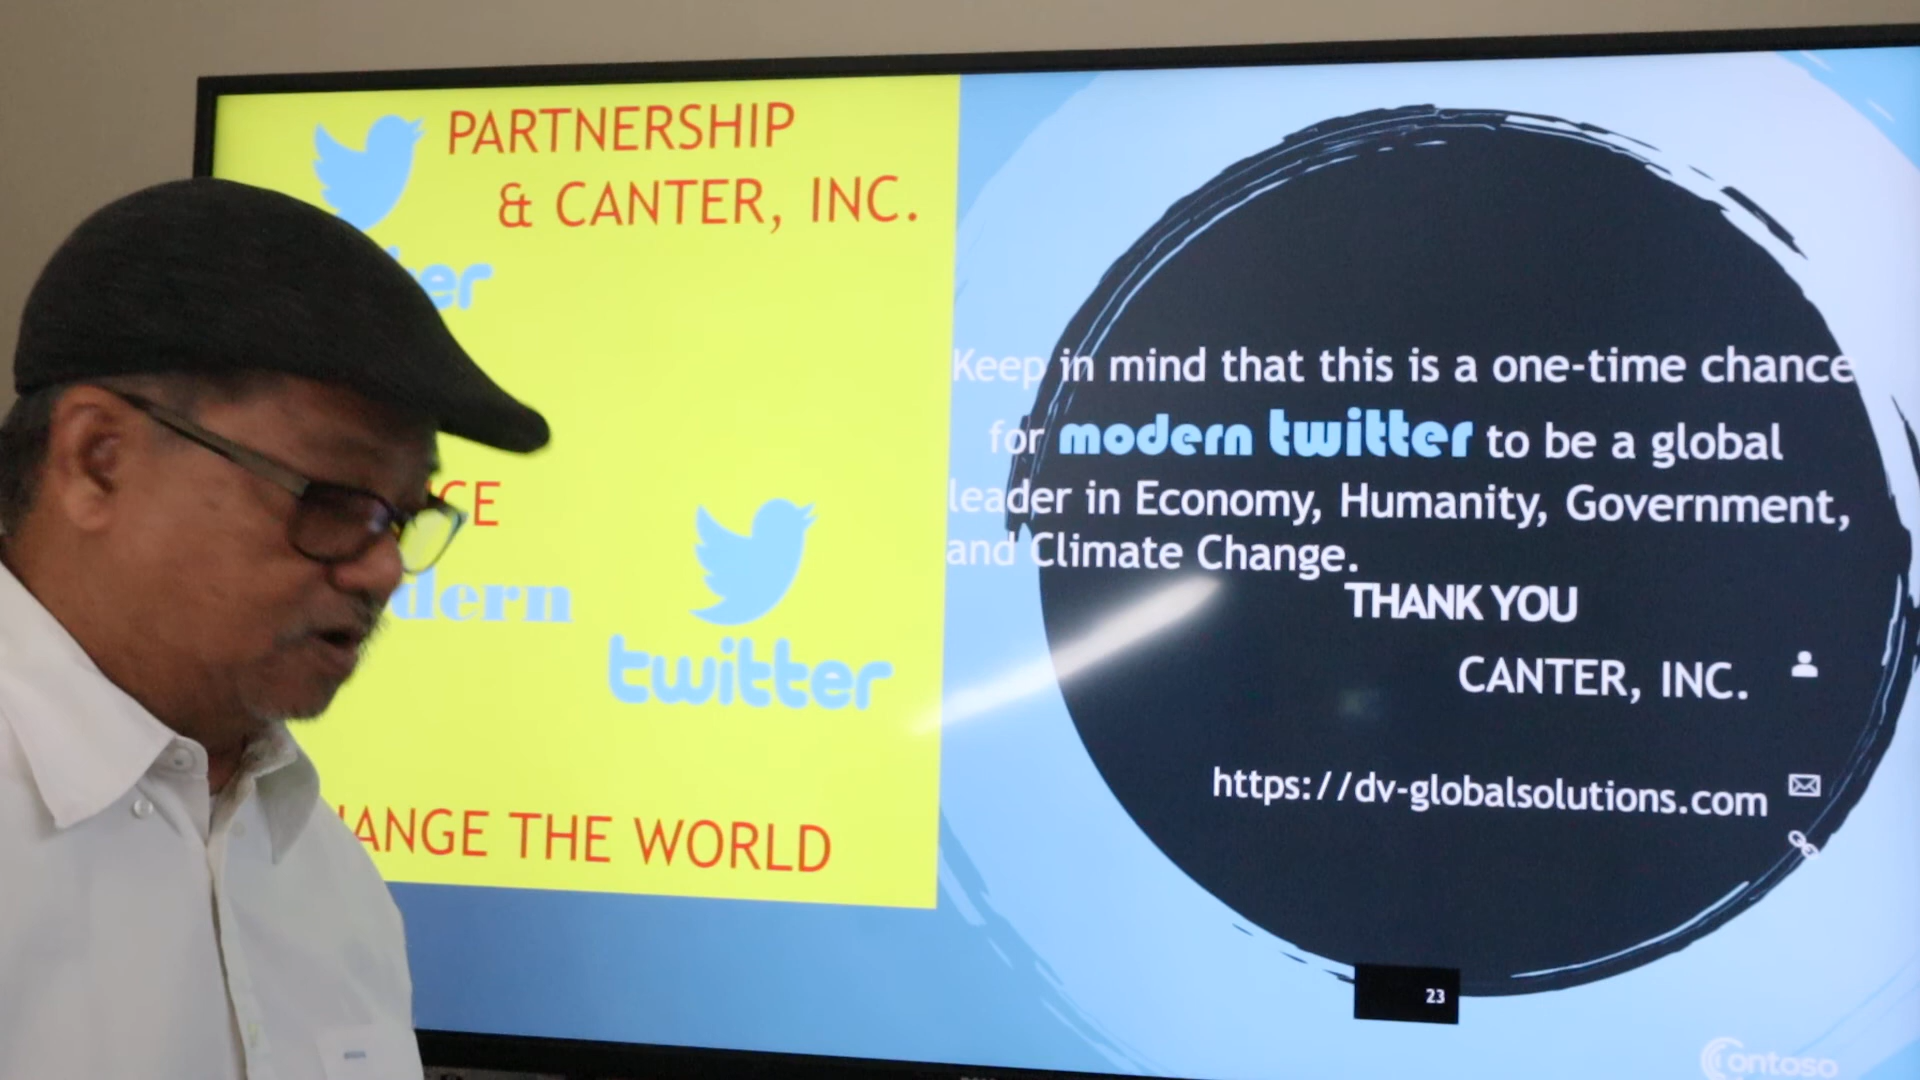 PARTNERSHIP
& CANTER, INC.
twitter
THE WORLD
Keep in mind that this is a one-time chance
for modern twitter to be a global
leader in Economy, Humanity, Government,
and Climate Change.
THANK YOU
CANTER, INC.
https://dv-globalsolutions.com
23
Contoso